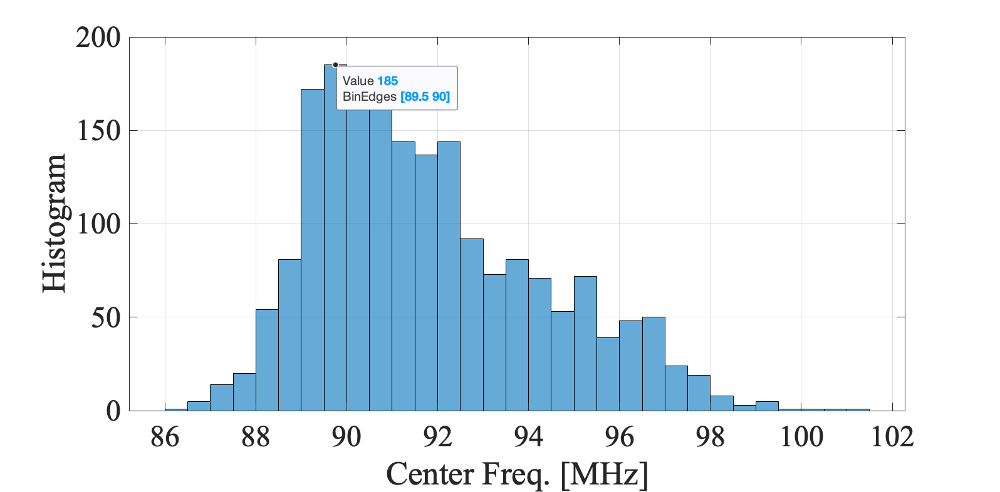 200
150
100
50
0
Histogram
Value 185
BinEdges [89.5 90]
86 88 90 92 94 96 98 100 102
Center Freq. [MHz]